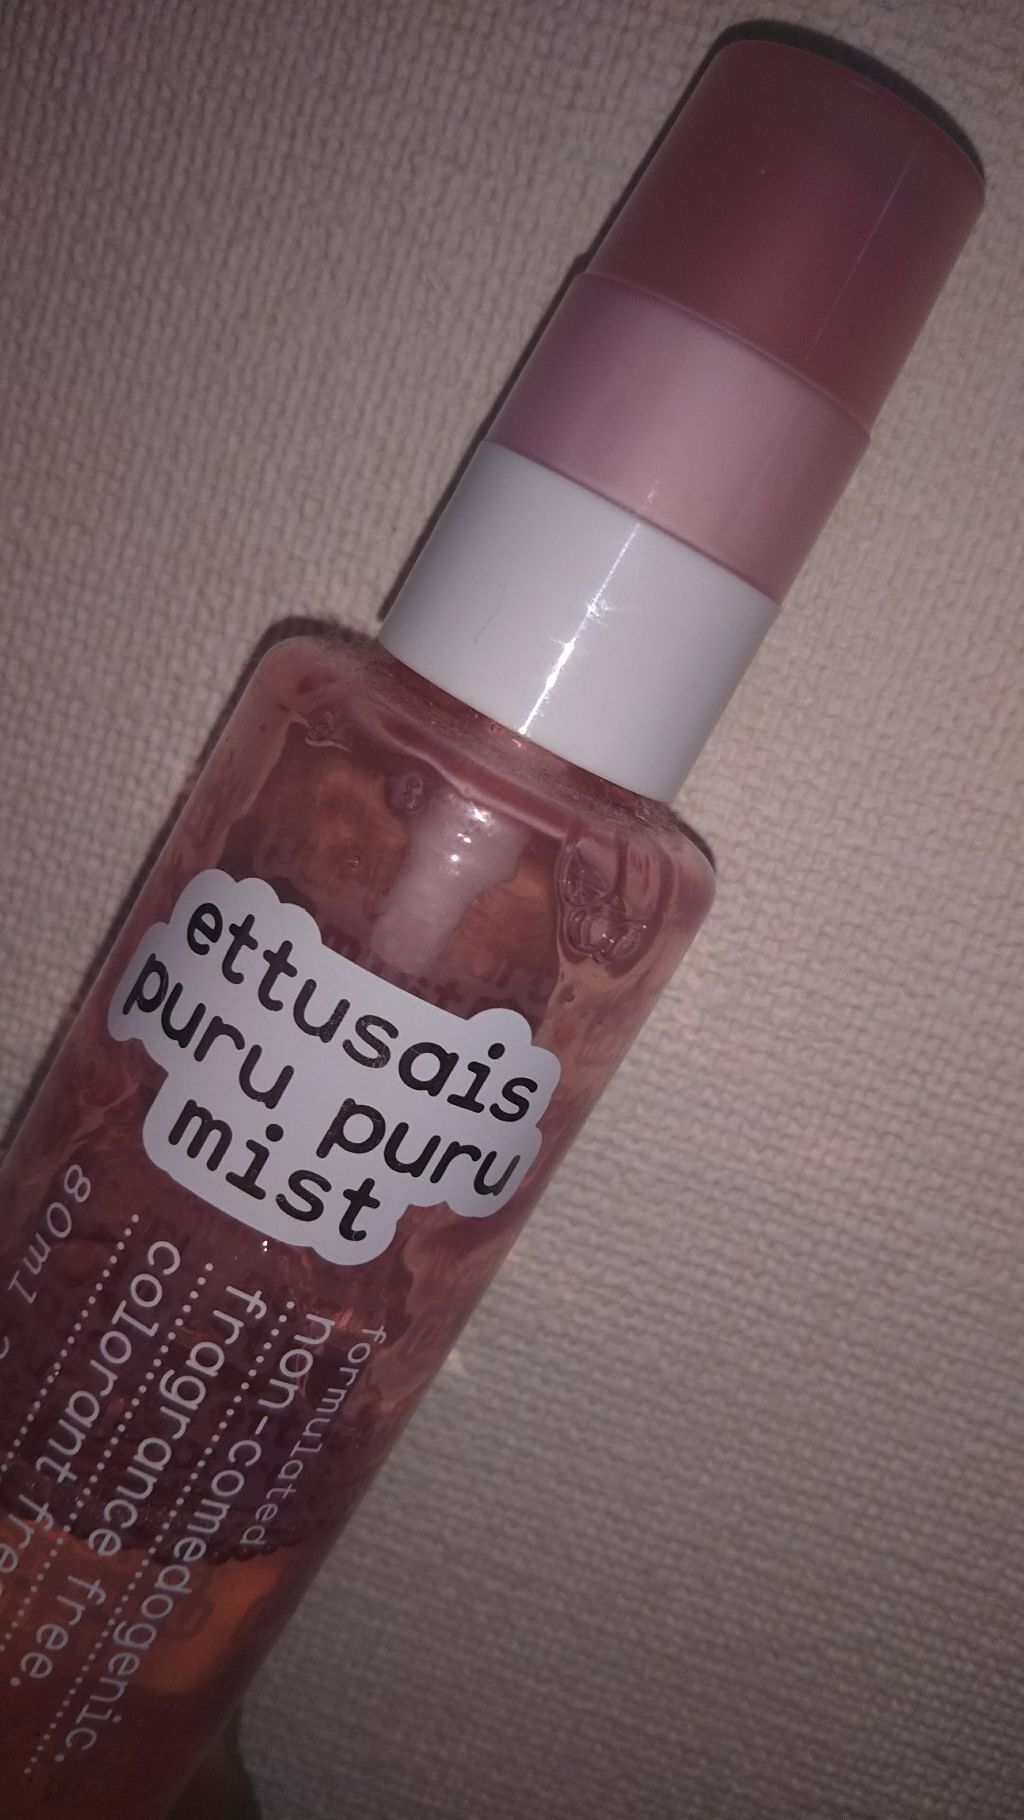 ettusais
puru puru
mist
formulated
non-comedogenic.
fragrance free.
colorant free
80ml